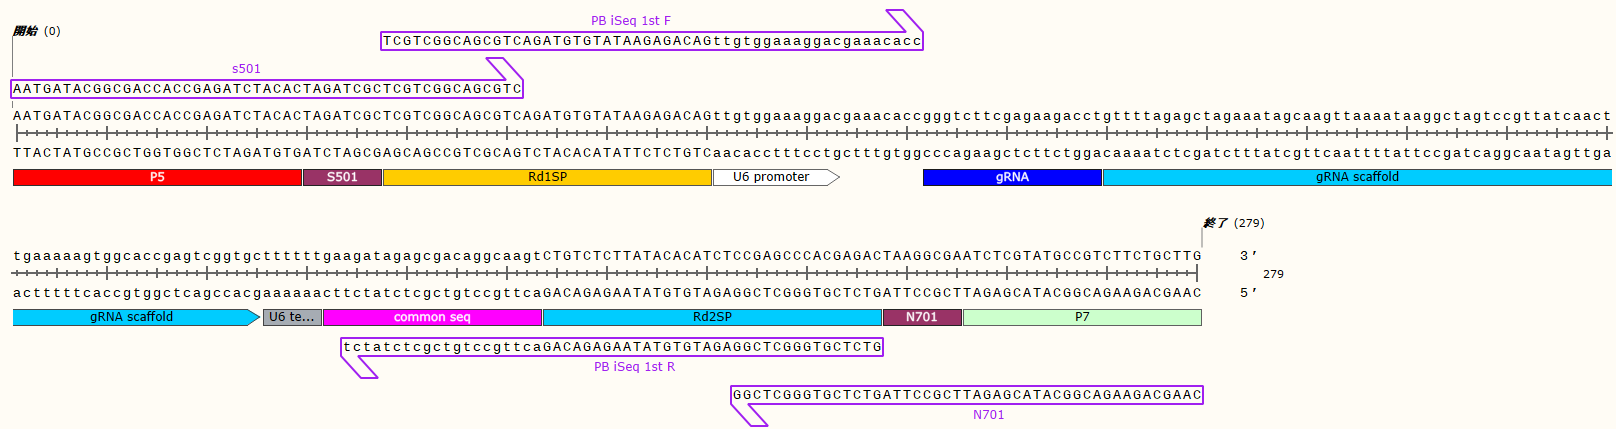 PB iSeq 1st F
開始 (0)
TCGTCGGCAGCGTCAGATGTGTATAAGAGACAGttgtggaaaggacgaaacacc
s501
AATGATACGGCGACCACCGAGATCTACACTAGATCGCTCGTCGGCAGCGTC
AATGATACGGCGACCACCGAGATCTACACTAGATCGCTCGTCGGCAGCGTCAGATGTGTATAAGAGACAGttgtggaaaggacgaaacaccgggtcttcgagaagacctgttttagagctagaaatagcaagttaaaataaggctagtccgttatcaact
TTACTATGCCGCTGGTGGCTCTAGATGTGATCTAGCGAGCAGCCGTCGCAGTCTACACATATTCTCTGTCaacacctttcctgctttgtggcccagaagctcttctggacaaaatctcgatctttatcgttcaattttattccgatcaggcaatagttga
P5 S501 Rd1SP U6 promoter gRNA gRNA scaffold
終了 (279)
tgaaaaagtggcaccgagtcggtgcttttttgaagatagagcgacaggcaagtCTGTCTCTTATACACATCTCCGAGCCCACGAGACTAAGGCGAATCTCGTATGCCGTCTTCTGCTTG 3’
279
actttttcaccgtggctcagccacgaaaaaacttctatctcgctgtccgttcaGACAGAGAATATGTGTAGAGGCTCGGGTGCTCTGATTCCGCTTAGAGCATACGGCAGAAGACGAAC 5’
gRNA scaffold U6 te... common seq Rd2SP N701 P7
tctatctcgctgtccgttcaGACAGAGAATATGTGTAGAGGCTCGGGTGCTCTG
PB iSeq 1st R
GGCTCGGGTGCTCTGATTCCGCTTAGAGCATACGGCAGAAGACGAAC
N701